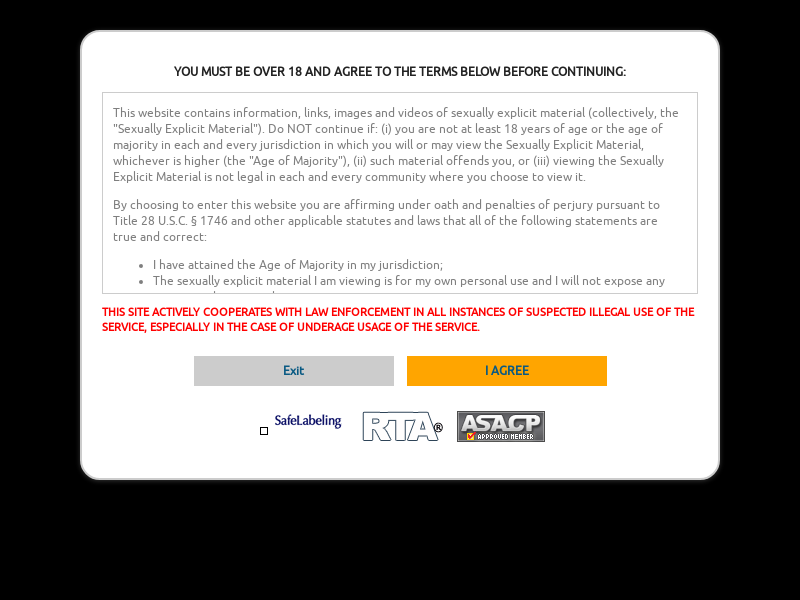 YOU MUST BE OVER 18 AND AGREE TO THE TERMS BELOW BEFORE CONTINUING:
This website contains information, links, images and videos of sexually explicit material (collectively, the
"Sexually Explicit Material"). Do NOT continue if: (i) you are not at least 18 years of age or the age of
majority in each and every jurisdiction in which you will or may view the Sexually Explicit Material,
whichever is higher (the "Age of Majority"), (ii) such material offends you, or (iii) viewing the Sexually
Explicit Material is not legal in each and every community where you choose to view it.
By choosing to enter this website you are affirming under oath and penalties of perjury pursuant to
Title 28 U.S.C. § 1746 and other applicable statutes and laws that all of the following statements are
true and correct:
• I have attained the Age of Majority in my jurisdiction;
• The sexually explicit material I am viewing is for my own personal use and I will not expose any
THIS SITE ACTIVELY COOPERATES WITH LAW ENFORCEMENT IN ALL INSTANCES OF SUSPECTED ILLEGAL USE OF THE
SERVICE, ESPECIALLY IN THE CASE OF UNDERAGE USAGE OF THE SERVICE.
Exit I AGREE
SafeLabeling RTA® ASACP
APPROVED MEMBER